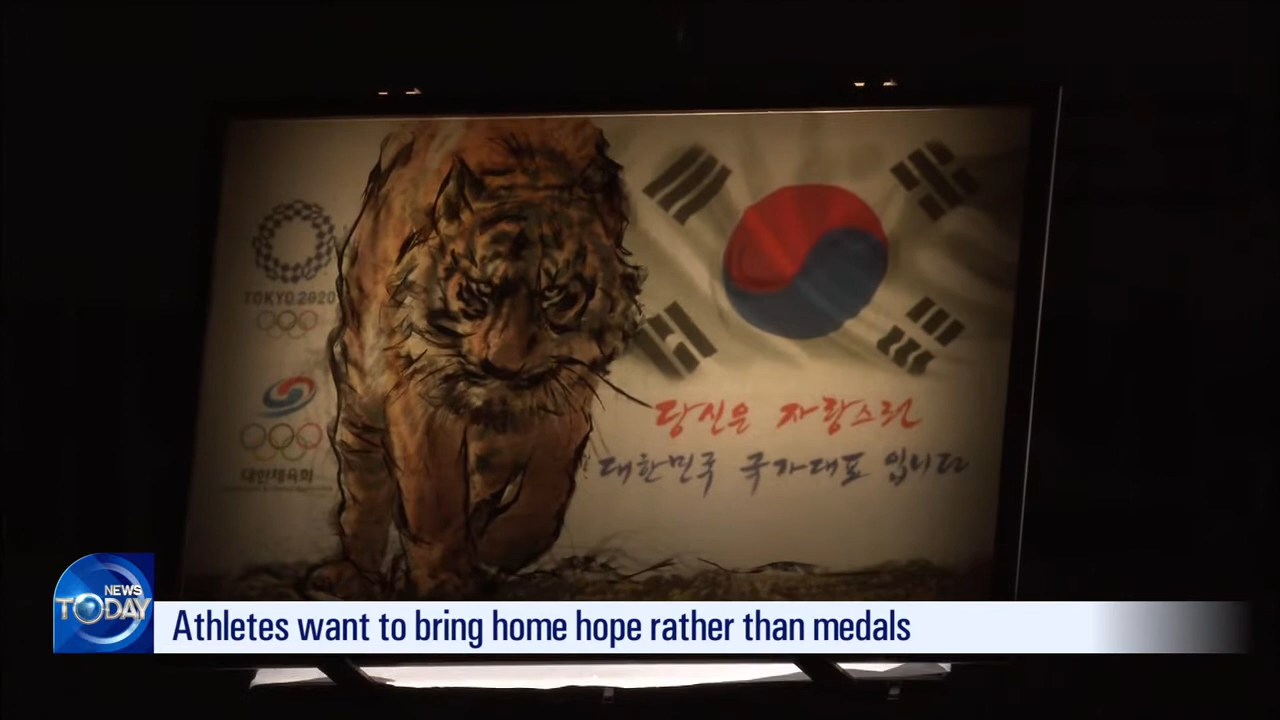 TOKYO 2020
대한체육회
당신은 자랑스런
대한민국 국가대표 입니다
NEWS
TODAY
Athletes want to bring home hope rather than medals